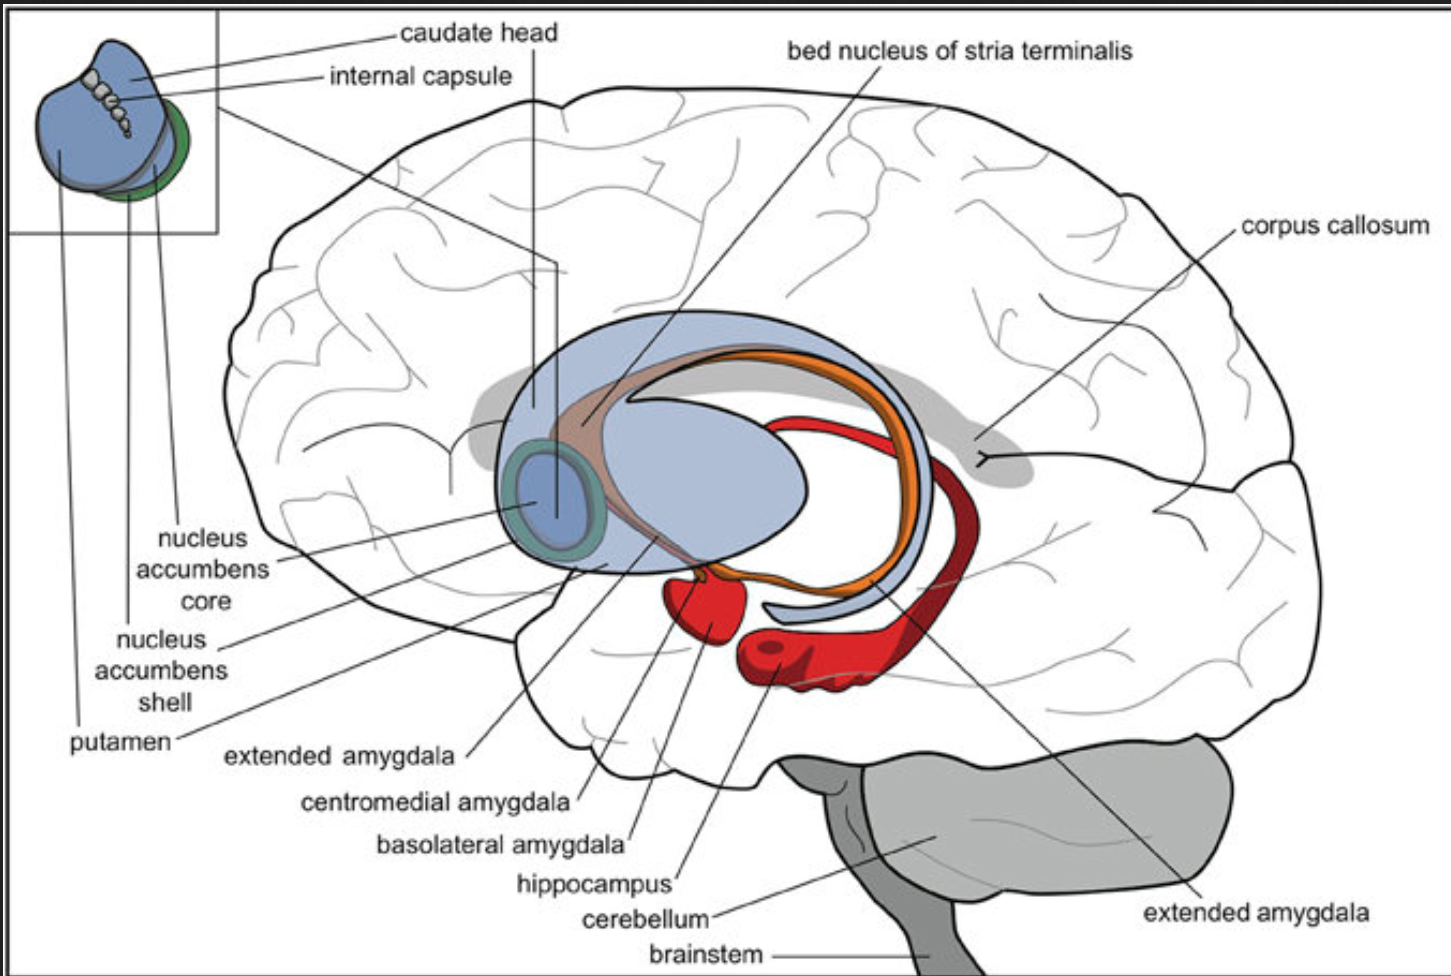 caudate head
internal capsule
bed nucleus of stria terminalis
corpus callosum
nucleus
accumbens
core
nucleus
accumbens
shell
putamen
extended amygdala
centromedial amygdala
basolateral amygdala
hippocampus
cerebellum
brainstem
extended amygdala